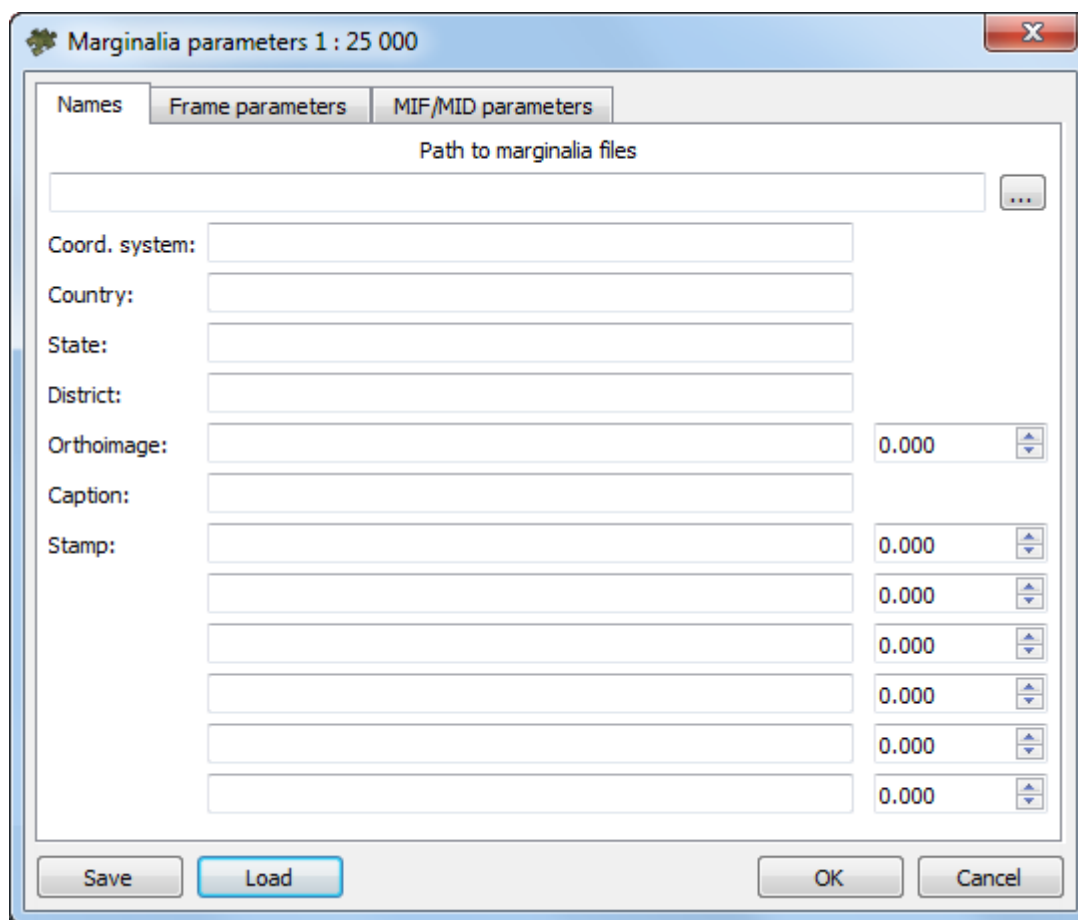 Marginalia parameters 1 : 25 000
Names Frame parameters MIF/MID parameters
Path to marginalia files
...
Coord. system:
Country:
State:
District:
Orthoimage: 0.000
Caption:
Stamp: 0.000
0.000
0.000
0.000
0.000
0.000
Save Load OK Cancel